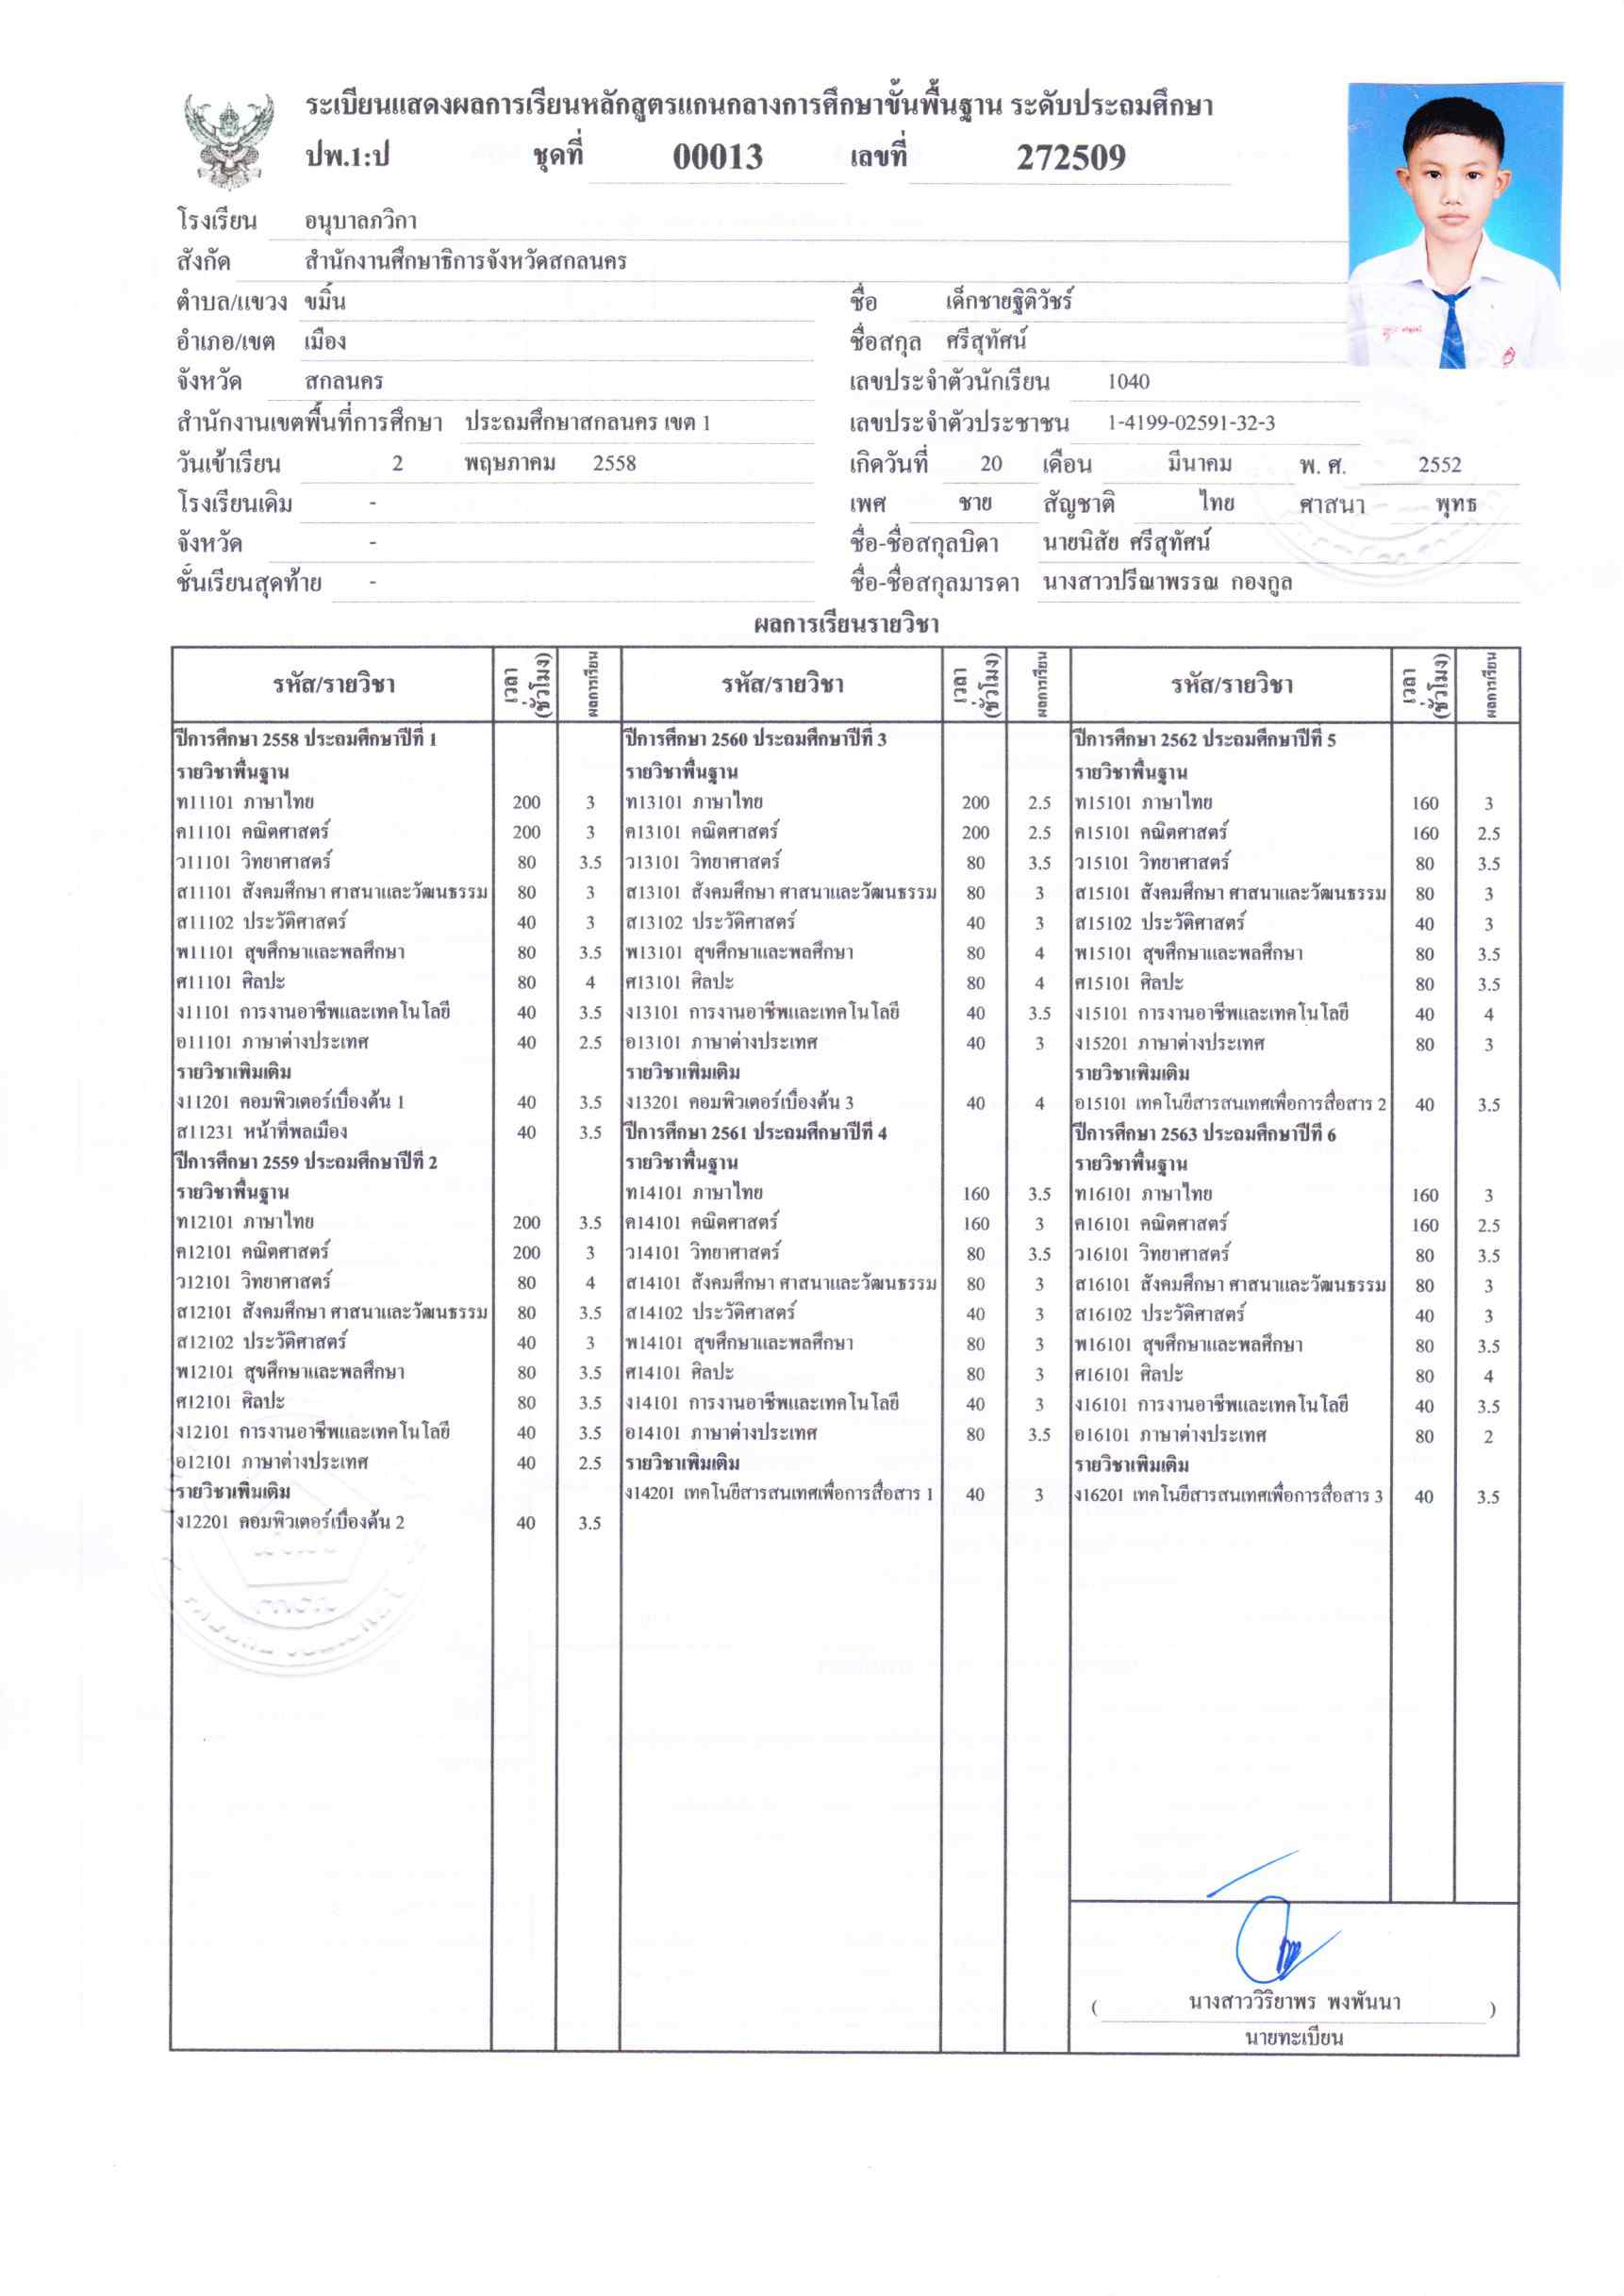 ระเบียนแสดงผลการเรียนหลักสูตรแกนกลางการศึกษาขั้นพื้นฐาน ระดับประถมศึกษา
ปพ.1:ป ชุดที่ 00013 เลขที่ 272509
โรงเรียน อนุบาลภวิกา
สังกัด สำนักงานศึกษาธิการจังหวัดสกลนคร
ตำบล/แขวง ขมิ้น ชื่อ เด็กชายฐิติวัชร์
อำเภอ/เขต เมือง ชื่อสกุล ศรีสุทัศน์
จังหวัด สกลนคร เลขประจำตัวนักเรียน 1040
สำนักงานเขตพื้นที่การศึกษา ประถมศึกษาสกลนคร เขต 1 เลขประจำตัวประชาชน 1-4199-02591-32-3
วันเข้าเรียน 2 พฤษภาคม 2558 เกิดวันที่ 20 เดือน มีนาคม พ. ศ. 2552
โรงเรียนเดิม - เพศ ชาย สัญชาติ ไทย ศาสนา พุทธ
จังหวัด - ชื่อ-ชื่อสกุลบิดา นายนิสัย ศรีสุทัศน์
ชั้นเรียนสุดท้าย - ชื่อ-ชื่อสกุลมารดา นางสาวปรีณาพรรณ กองกูล
ผลการเรียนรายวิชา
รหัส/รายวิชา เวลา (ชั่วโมง) ผลการเรียน รหัส/รายวิชา เวลา (ชั่วโมง) ผลการเรียน รหัส/รายวิชา เวลา (ชั่วโมง) ผลการเรียน
ปีการศึกษา 2558 ประถมศึกษาปีที่ 1
รายวิชาพื้นฐาน
ท11101 ภาษาไทย 200 3
ค11101 คณิตศาสตร์ 200 3
ว11101 วิทยาศาสตร์ 80 3.5
ส11101 สังคมศึกษา ศาสนาและวัฒนธรรม 80 3
ส11102 ประวัติศาสตร์ 40 3
พ11101 สุขศึกษาและพลศึกษา 80 3.5
ศ11101 ศิลปะ 80 4
ง11101 การงานอาชีพและเทคโนโลยี 40 3.5
อ11101 ภาษาต่างประเทศ 40 2.5
รายวิชาเพิ่มเติม
ง11201 คอมพิวเตอร์เบื้องต้น 1 40 3.5
ส11231 หน้าที่พลเมือง 40 3.5
ปีการศึกษา 2559 ประถมศึกษาปีที่ 2
รายวิชาพื้นฐาน
ท12101 ภาษาไทย 200 3.5
ค12101 คณิตศาสตร์ 200 3
ว12101 วิทยาศาสตร์ 80 4
ส12101 สังคมศึกษา ศาสนาและวัฒนธรรม 80 3.5
ส12102 ประวัติศาสตร์ 40 3
พ12101 สุขศึกษาและพลศึกษา 80 3.5
ศ12101 ศิลปะ 80 3.5
ง12101 การงานอาชีพและเทคโนโลยี 40 3.5
อ12101 ภาษาต่างประเทศ 40 2.5
รายวิชาเพิ่มเติม
ง12201 คอมพิวเตอร์เบื้องต้น 2 40 3.5
ปีการศึกษา 2560 ประถมศึกษาปีที่ 3
รายวิชาพื้นฐาน
ท13101 ภาษาไทย 200 2.5
ค13101 คณิตศาสตร์ 200 2.5
ว13101 วิทยาศาสตร์ 80 3.5
ส13101 สังคมศึกษา ศาสนาและวัฒนธรรม 80 3
ส13102 ประวัติศาสตร์ 40 3
พ13101 สุขศึกษาและพลศึกษา 80 4
ศ13101 ศิลปะ 80 4
ง13101 การงานอาชีพและเทคโนโลยี 40 3.5
อ13101 ภาษาต่างประเทศ 40 3
รายวิชาเพิ่มเติม
ง13201 คอมพิวเตอร์เบื้องต้น 3 40 4
ปีการศึกษา 2561 ประถมศึกษาปีที่ 4
รายวิชาพื้นฐาน
ท14101 ภาษาไทย 160 3.5
ค14101 คณิตศาสตร์ 160 3
ว14101 วิทยาศาสตร์ 80 3.5
ส14101 สังคมศึกษา ศาสนาและวัฒนธรรม 80 3
ส14102 ประวัติศาสตร์ 40 3
พ14101 สุขศึกษาและพลศึกษา 80 3
ศ14101 ศิลปะ 80 3
ง14101 การงานอาชีพและเทคโนโลยี 40 3
อ14101 ภาษาต่างประเทศ 80 3.5
รายวิชาเพิ่มเติม
ง14201 เทคโนยีสารสนเทศเพื่อการสื่อสาร 1 40 3
ปีการศึกษา 2562 ประถมศึกษาปีที่ 5
รายวิชาพื้นฐาน
ท15101 ภาษาไทย 160 3
ค15101 คณิตศาสตร์ 160 2.5
ว15101 วิทยาศาสตร์ 80 3.5
ส15101 สังคมศึกษา ศาสนาและวัฒนธรรม 80 3
ส15102 ประวัติศาสตร์ 40 3
พ15101 สุขศึกษาและพลศึกษา 80 3.5
ศ15101 ศิลปะ 80 3.5
ง15101 การงานอาชีพและเทคโนโลยี 40 4
ง15201 ภาษาต่างประเทศ 80 3
รายวิชาเพิ่มเติม
อ15101 เทคโนยีสารสนเทศเพื่อการสื่อสาร 2 40 3.5
ปีการศึกษา 2563 ประถมศึกษาปีที่ 6
รายวิชาพื้นฐาน
ท16101 ภาษาไทย 160 3
ค16101 คณิตศาสตร์ 160 2.5
ว16101 วิทยาศาสตร์ 80 3.5
ส16101 สังคมศึกษา ศาสนาและวัฒนธรรม 80 3
ส16102 ประวัติศาสตร์ 40 3
พ16101 สุขศึกษาและพลศึกษา 80 3.5
ศ16101 ศิลปะ 80 4
ง16101 การงานอาชีพและเทคโนโลยี 40 3.5
อ16101 ภาษาต่างประเทศ 80 2
รายวิชาเพิ่มเติม
ง16201 เทคโนยีสารสนเทศเพื่อการสื่อสาร 3 40 3.5
( นางสาววิริยาพร พงพันนา )
นายทะเบียน